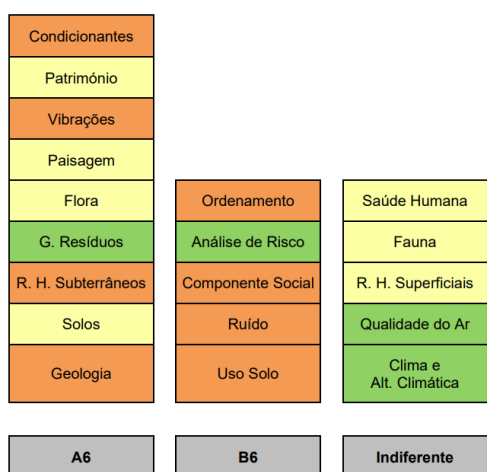 Condicionantes
Património
Vibrações
Paisagem
Flora
G. Resíduos
R. H. Subterrâneos
Solos
Geologia
A6
Ordenamento
Análise de Risco
Componente Social
Ruído
Uso Solo
B6
Saúde Humana
Fauna
R. H. Superficiais
Qualidade do Ar
Clima e
Alt. Climática
Indiferente